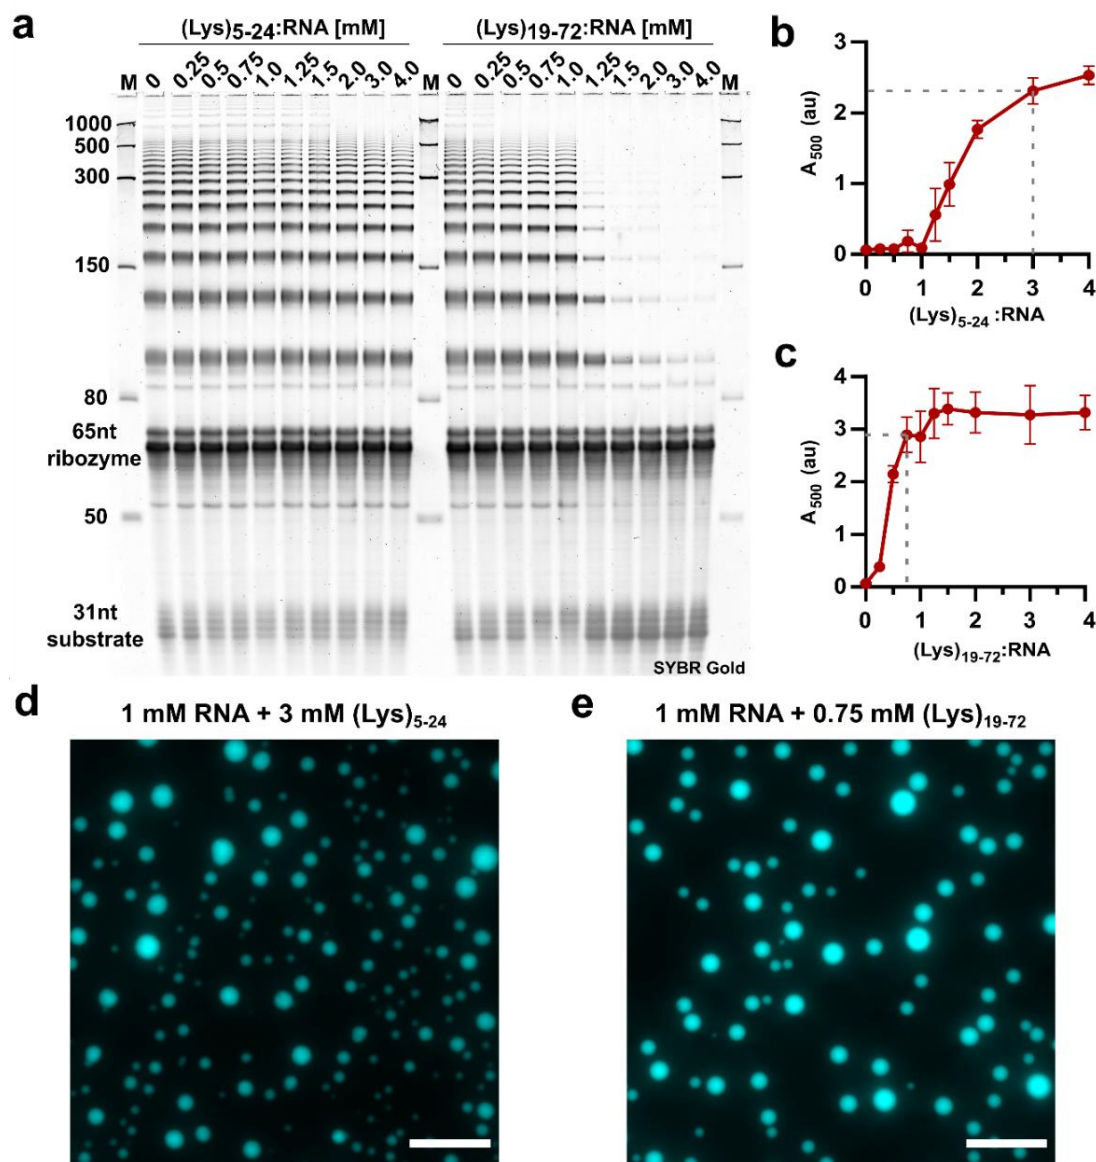 a
(Lys)5-24:RNA [mM] (Lys)19-72:RNA [mM]
M 0 0.25 0.5 0.75 1.0 1.25 1.5 2.0 3.0 4.0 M 0 0.25 0.5 0.75 1.0 1.25 1.5 2.0 3.0 4.0 M
1000
500
300
150
80
65nt
ribozyme
50
31nt
substrate
SYBR Gold
b
A500 (au)
3
2
1
0
0 1 2 3 4
(Lys)5-24 :RNA
c
A500 (au)
4
3
2
1
0
0 1 2 3 4
(Lys)19-72:RNA
d
1 mM RNA + 3 mM (Lys)5-24
e
1 mM RNA + 0.75 mM (Lys)19-72